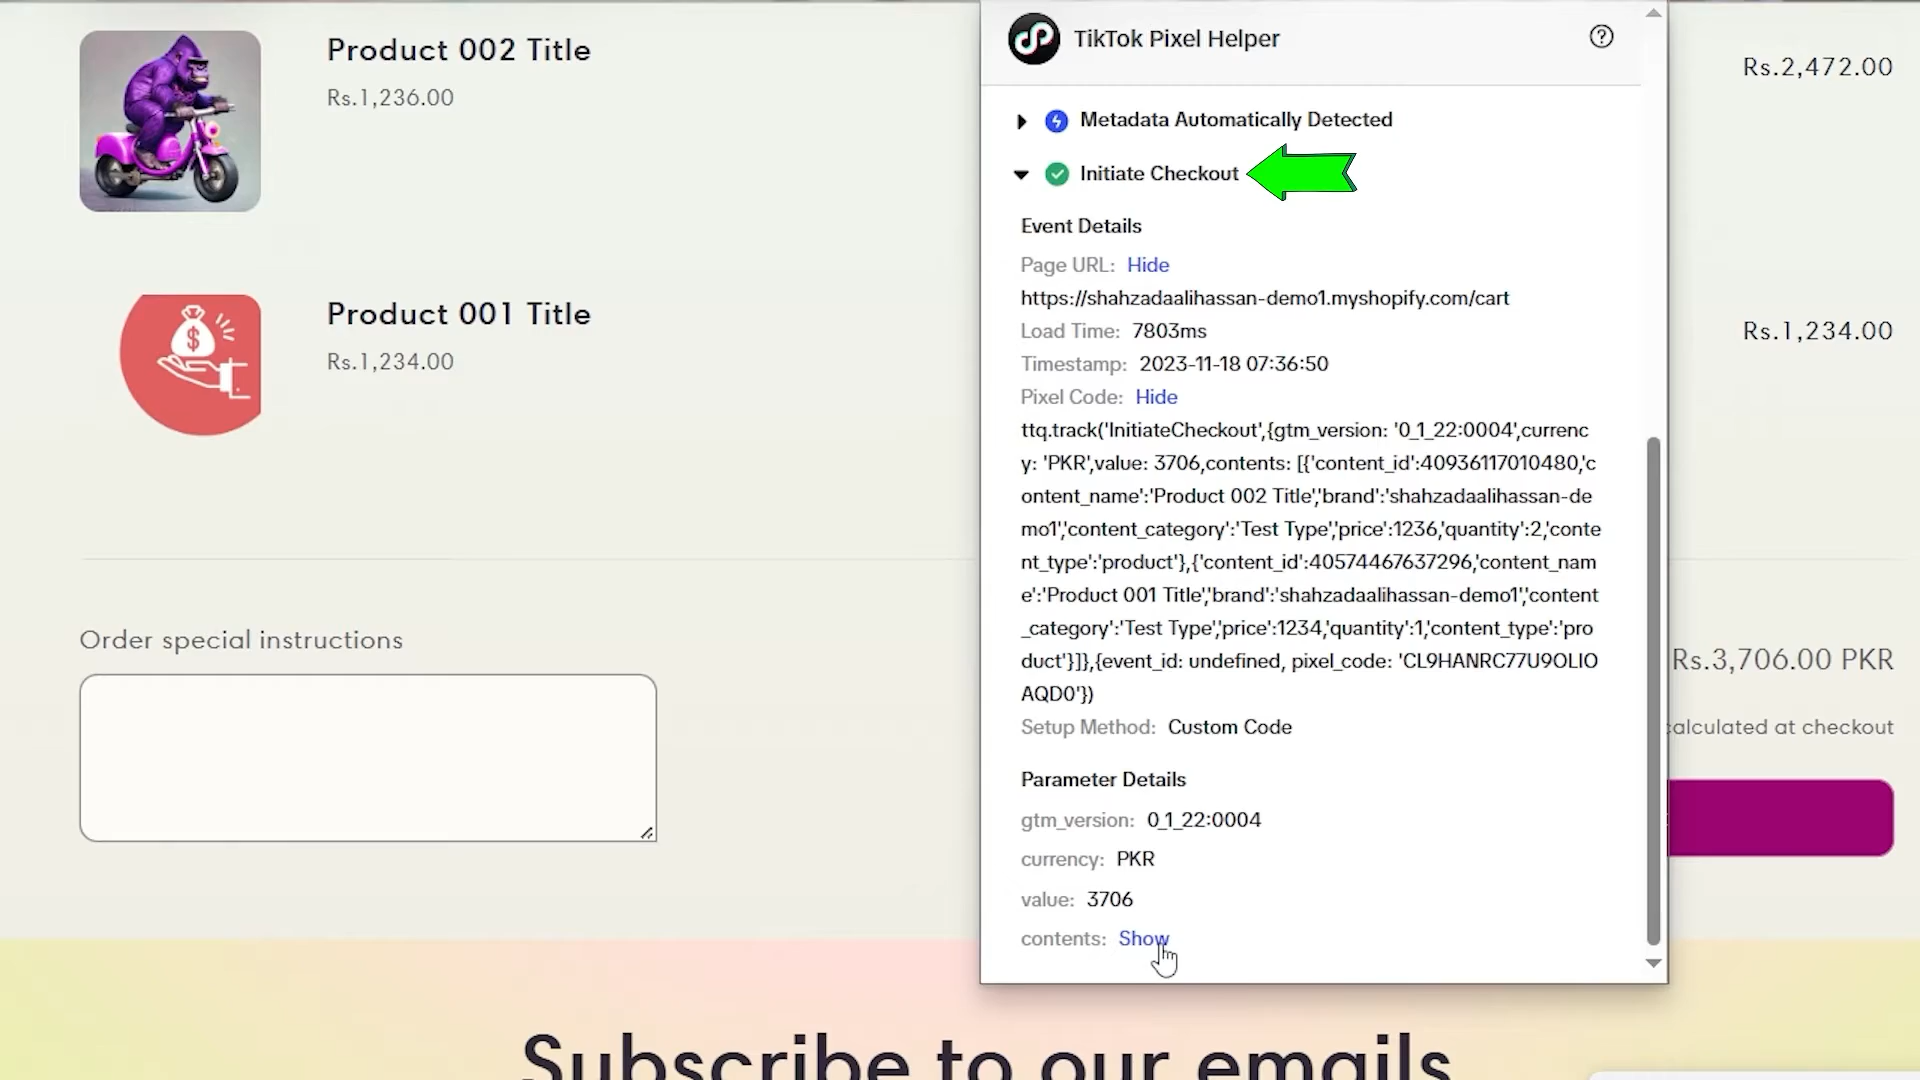 Product 002 Title
Rs.1,236.00
Rs.2,472.00
Product 001 Title
Rs.1,234.00
Rs.1,234.00
Order special instructions
Rs.3,706.00 PKR
calculated at checkout
TikTok Pixel Helper
Metadata Automatically Detected
Initiate Checkout
Event Details
Page URL: Hide
https://shahzadaalihassan-demo1.myshopify.com/cart
Load Time: 7803ms
Timestamp: 2023-11-18 07:36:50
Pixel Code: Hide
ttq.track('InitiateCheckout',{gtm_version: '0_1_22:0004',currenc
y: 'PKR',value: 3706,contents: [{'content_id':40936117010480,'c
ontent_name':'Product 002 Title','brand':'shahzadaalihassan-de
mo1','content_category':'Test Type','price':1236,'quantity':2,'conte
nt_type':'product'},{'content_id':40574467637296,'content_nam
e':'Product 001 Title','brand':'shahzadaalihassan-demo1','content
_category':'Test Type','price':1234,'quantity':1,'content_type':'pro
duct'}]},{event_id: undefined, pixel_code: 'CL9HANRC77U9OLIO
AQD0'})
Setup Method: Custom Code
Parameter Details
gtm_version: 0_1_22:0004
currency: PKR
value: 3706
contents: Show
Subscribe to our emails